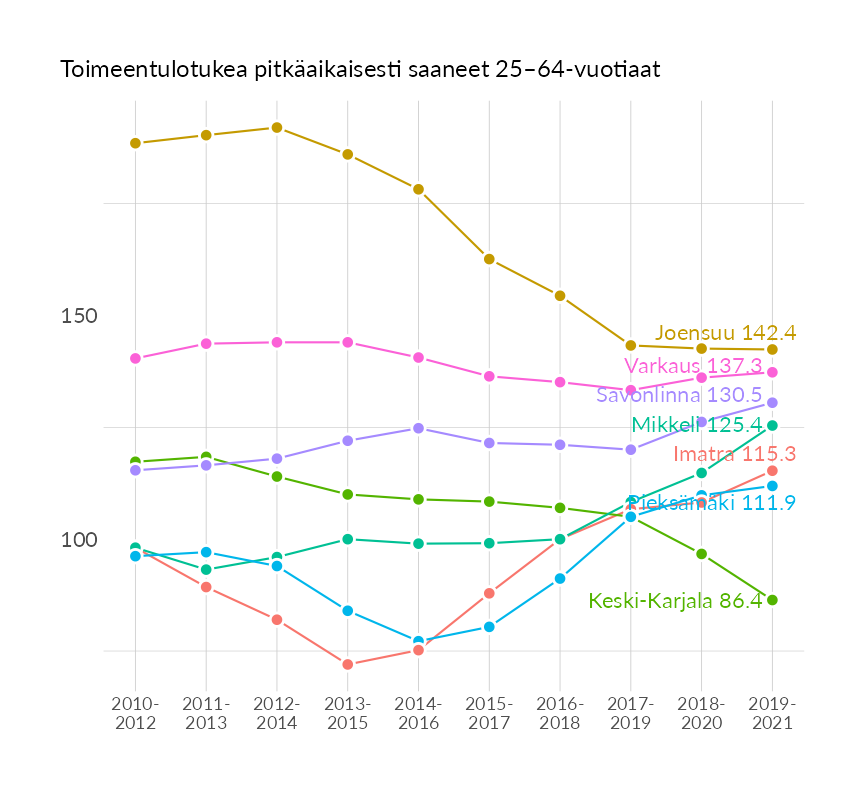 Toimeentulotukea pitkäaikaisesti saaneet 25–64-vuotiaat
150
100
Joensuu 142.4
Varkaus 137.3
Savonlinna 130.5
Mikkeli 125.4
Imatra 115.3
Pieksämäki 111.9
Keski-Karjala 86.4
2010- 2011- 2012- 2013- 2014- 2015- 2016- 2017- 2018- 2019-
2012 2013 2014 2015 2016 2017 2018 2019 2020 2021